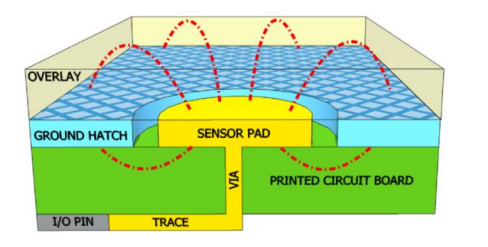 OVERLAY
GROUND HATCH
SENSOR PAD
VIA
PRINTED CIRCUIT BOARD
I/O PIN
TRACE